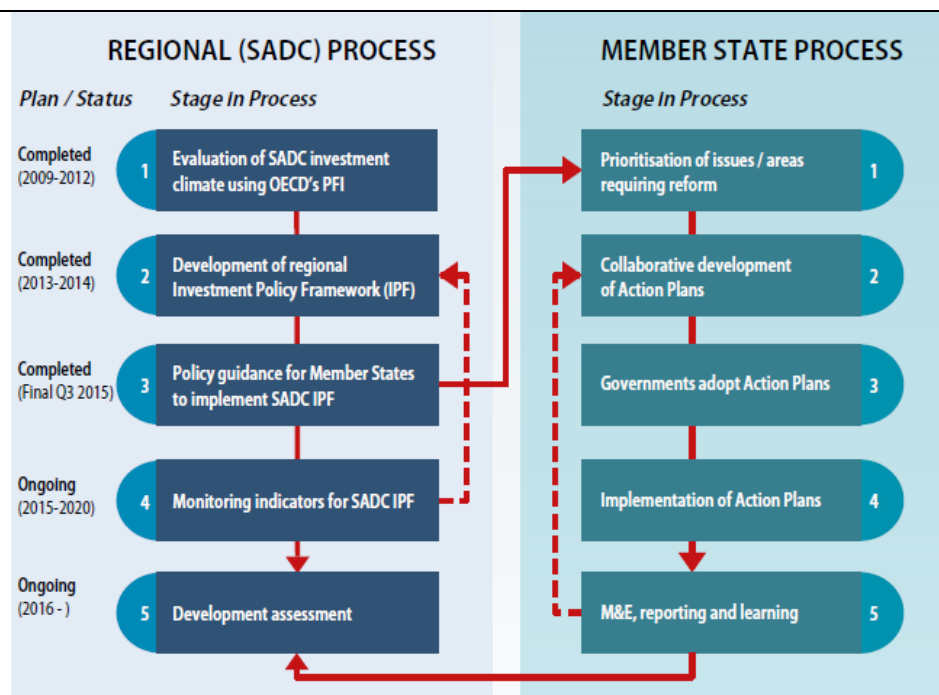 REGIONAL (SADC) PROCESS
Plan / Status
Stage in Process
Completed
(2009-2012)
1
Evaluation of SADC investment
climate using OECD's PFI
Completed
(2013-2014)
2
Development of regional
Investment Policy Framework (IPF)
Completed
(Final Q3 2015)
3
Policy guidance for Member States
to implement SADC IPF
Ongoing
(2015-2020)
4
Monitoring indicators for SADC IPF
Ongoing
(2016 - )
5
Development assessment
MEMBER STATE PROCESS
Stage in Process
Prioritisation of issues / areas
requiring reform
1
Collaborative development
of Action Plans
2
Governments adopt Action Plans
3
Implementation of Action Plans
4
M&E, reporting and learning
5